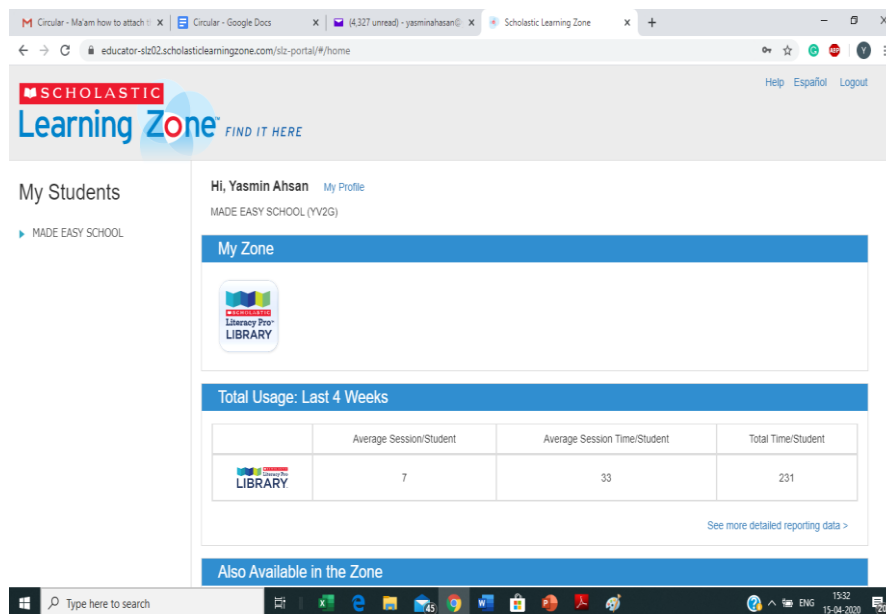 Circular - Ma'am how to attach t
Circular - Google Docs
(4,327 unread) - yasminahasan@
Scholastic Learning Zone
educator-slz02.scholasticlearningzone.com/slz-portal/#/home
Help Español Logout
SCHOLASTIC
Learning Zone FIND IT HERE
My Students
MADE EASY SCHOOL
Hi, Yasmin Ahsan My Profile
MADE EASY SCHOOL (YV2G)
My Zone
SCHOLASTIC
Literacy Pro
LIBRARY
Total Usage: Last 4 Weeks
Average Session/Student Average Session Time/Student Total Time/Student
Literacy Pro
LIBRARY 7 33 231
See more detailed reporting data >
Also Available in the Zone
Type here to search
45
ENG
15:32
15-04-2020